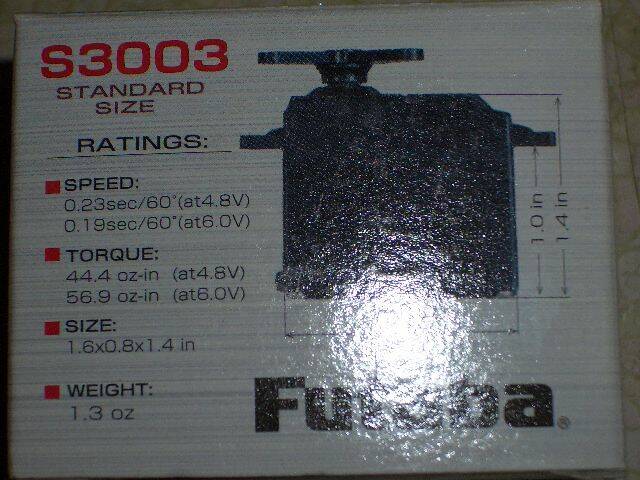 S3003
STANDARD
SIZE
RATINGS:
SPEED:
0.23sec/60°(at4.8V)
0.19sec/60°(at6.0V)
TORQUE:
44.4 oz-in (at4.8V)
56.9 oz-in (at6.0V)
SIZE:
1.6x0.8x1.4 in
WEIGHT:
1.3 oz
1.0 in
1.4 in
Futaba®